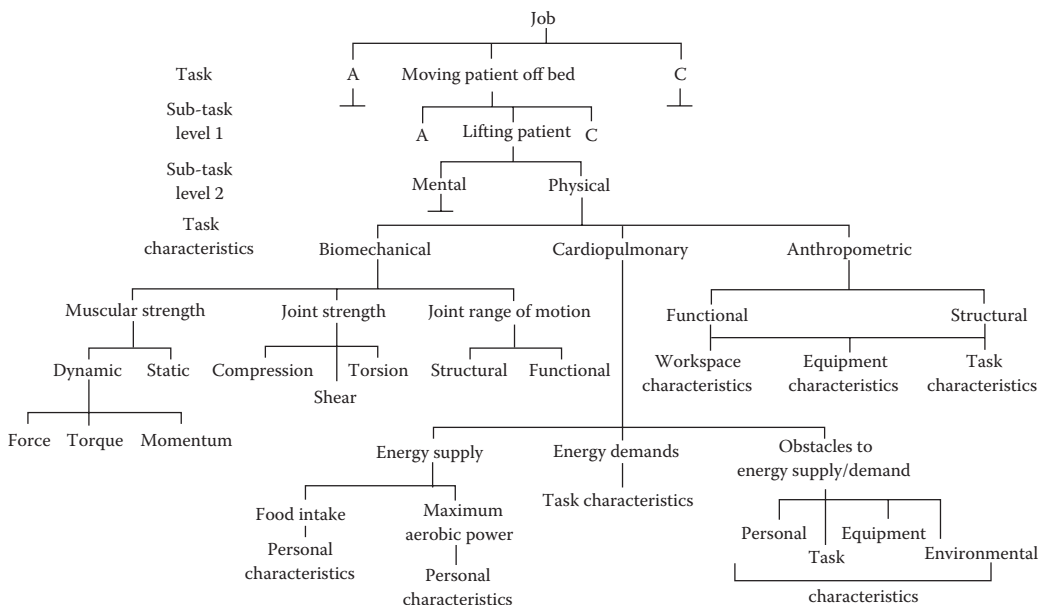 Job
Task
A
Moving patient off bed
C
Sub-task
level 1
A
Lifting patient
C
Sub-task
level 2
Mental
Physical
Task
characteristics
Biomechanical
Cardiopulmonary
Anthropometric
Muscular strength
Joint strength
Joint range of motion
Functional
Structural
Dynamic
Static
Compression
Torsion
Shear
Structural
Functional
Workspace
characteristics
Equipment
characteristics
Task
characteristics
Force
Torque
Momentum
Energy supply
Energy demands
Obstacles to
energy supply/demand
Food intake
Maximum
aerobic power
Task characteristics
Personal
characteristics
Personal
characteristics
Personal
Task
Equipment
Environmental
characteristics